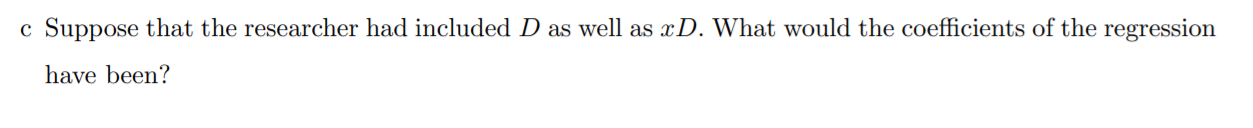 c Suppose that the researcher had included D as well as xD. What would the coefficients of the regression
have been?